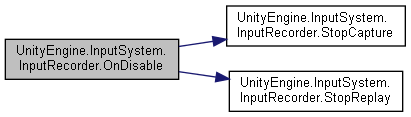 UnityEngine.InputSystem.
InputRecorder.OnDisable
UnityEngine.InputSystem.
InputRecorder.StopCapture
UnityEngine.InputSystem.
InputRecorder.StopReplay